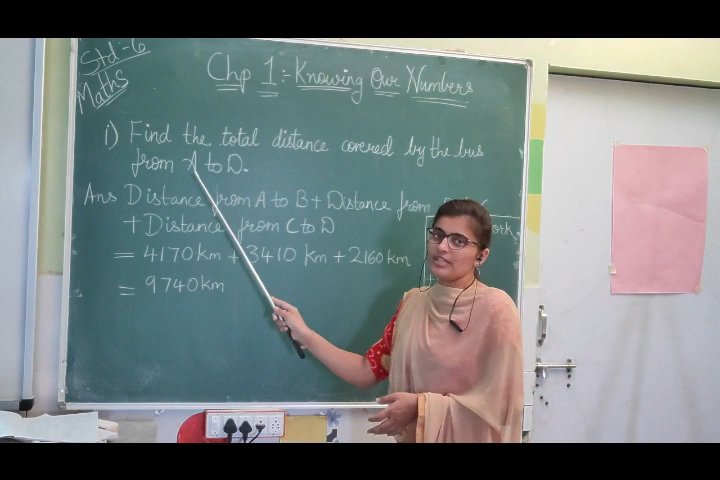 Std:-6
Maths
Chp 1:- Knowing Our Numbers
i) Find the total distance covered by the bus
from A to D.
Ans Distance from A to B + Distance from
+ Distance from C to D
= 4170 km + 3410 km + 2160 km
= 9740 km